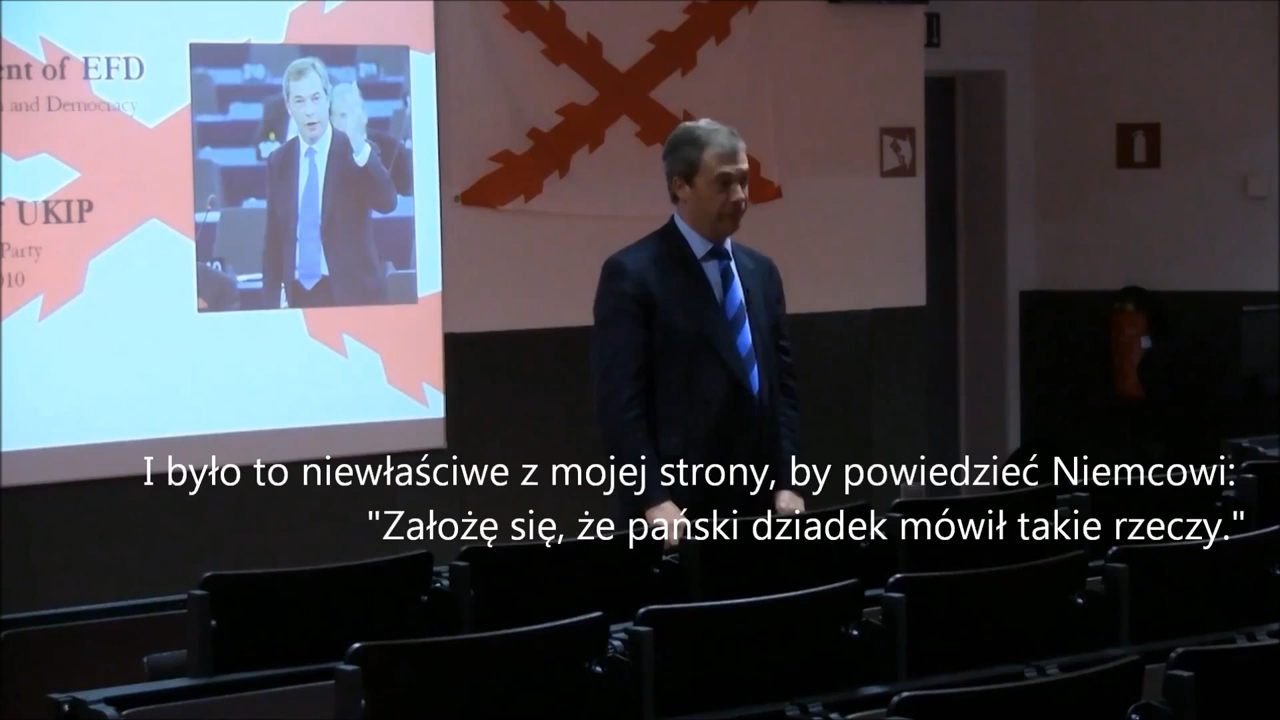 ent of EFD
and Democracy
UKIP
Party
10
I było to niewłaściwe z mojej strony, by powiedzieć Niemcowi:
"Założę się, że pański dziadek mówił takie rzeczy."